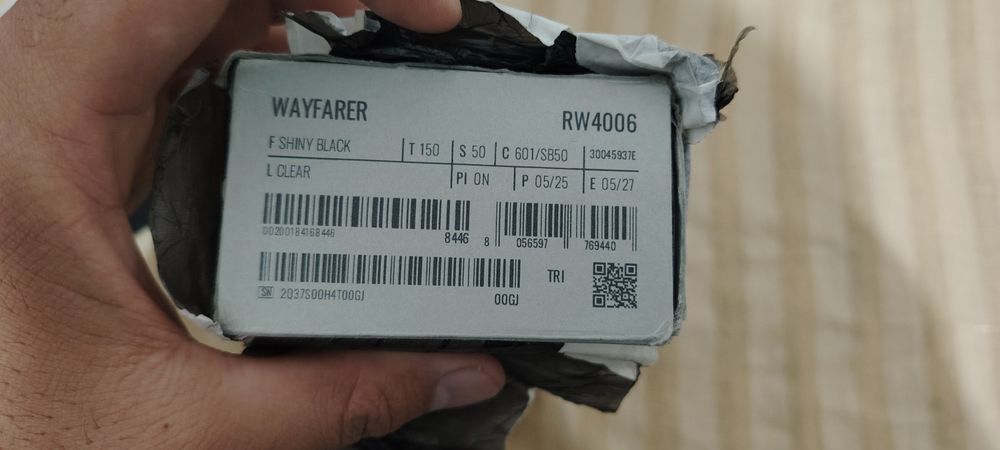 WAYFARER
RW4006
F SHINY BLACK T 150 S 50 C 601/SB50 30045937E
L CLEAR PI ON P 05/25 E 05/27
00200184168446 8446 8 056597 769440
TRI
SN 2Q37S00H4T00GJ 00GJ